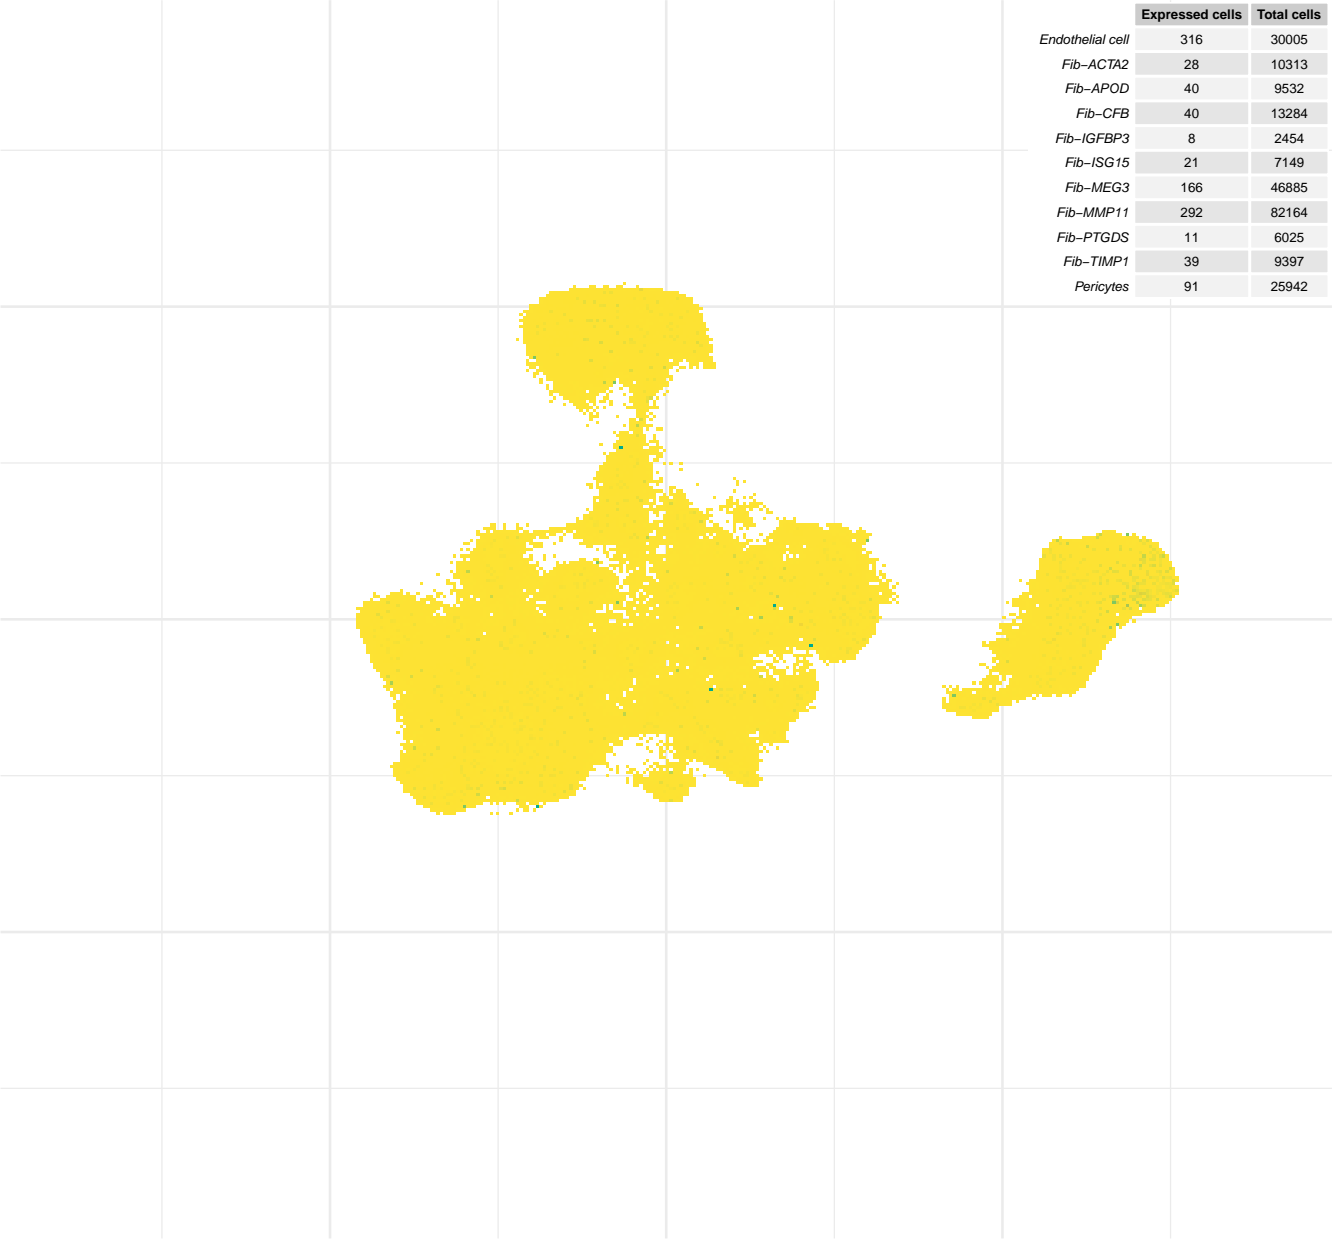 Expressed cells Total cells
Endothelial cell 316 30005
Fib−ACTA2 28 10313
Fib−APOD 40 9532
Fib−CFB 40 13284
Fib−IGFBP3 8 2454
Fib−ISG15 21 7149
Fib−MEG3 166 46885
Fib−MMP11 292 82164
Fib−PTGDS 11 6025
Fib−TIMP1 39 9397
Pericytes 91 25942